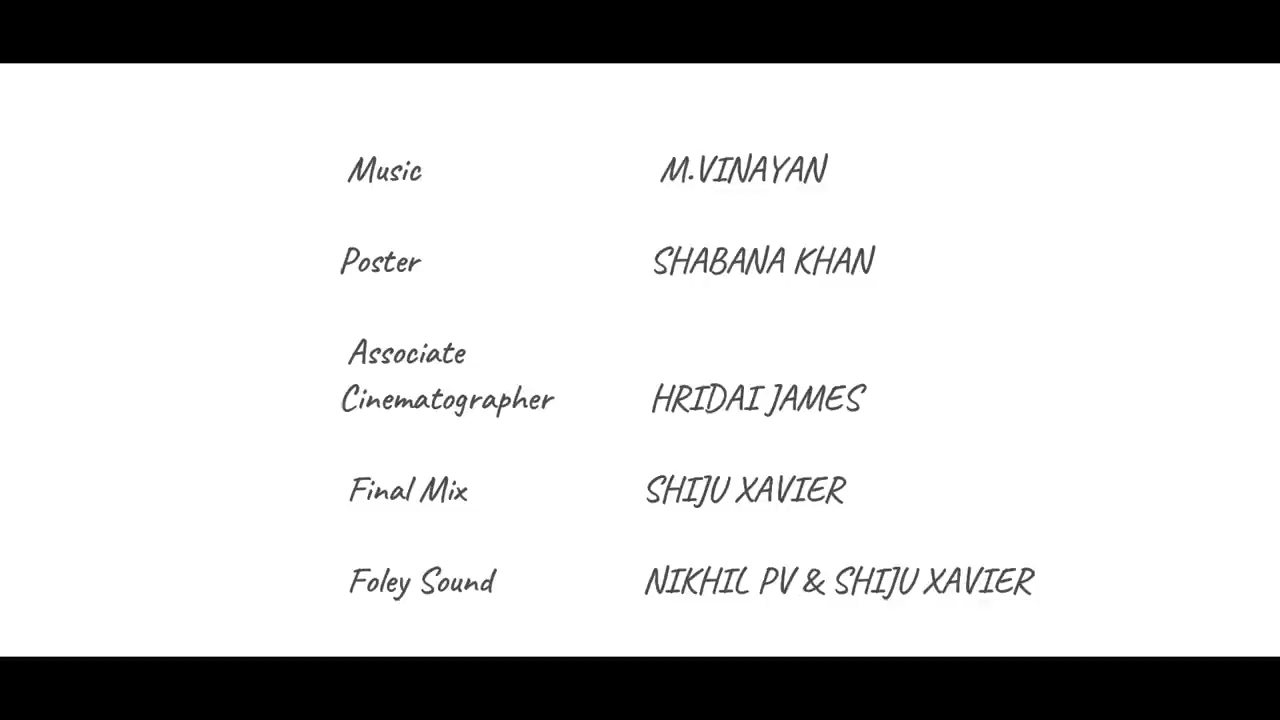 Music M.VINAYAN
Poster SHABANA KHAN
Associate
Cinematographer HRIDAI JAMES
Final Mix SHIJU XAVIER
Foley Sound NIKHIL PV & SHIJU XAVIER